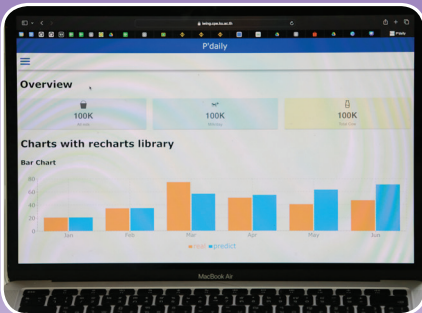 P'daily
Overview
100K
100K
100K
Charts with recharts library
Bar Chart
80
60
40
20
0
Jan
Feb
Mar
Apr
May
Jun
real predict
MacBook Air